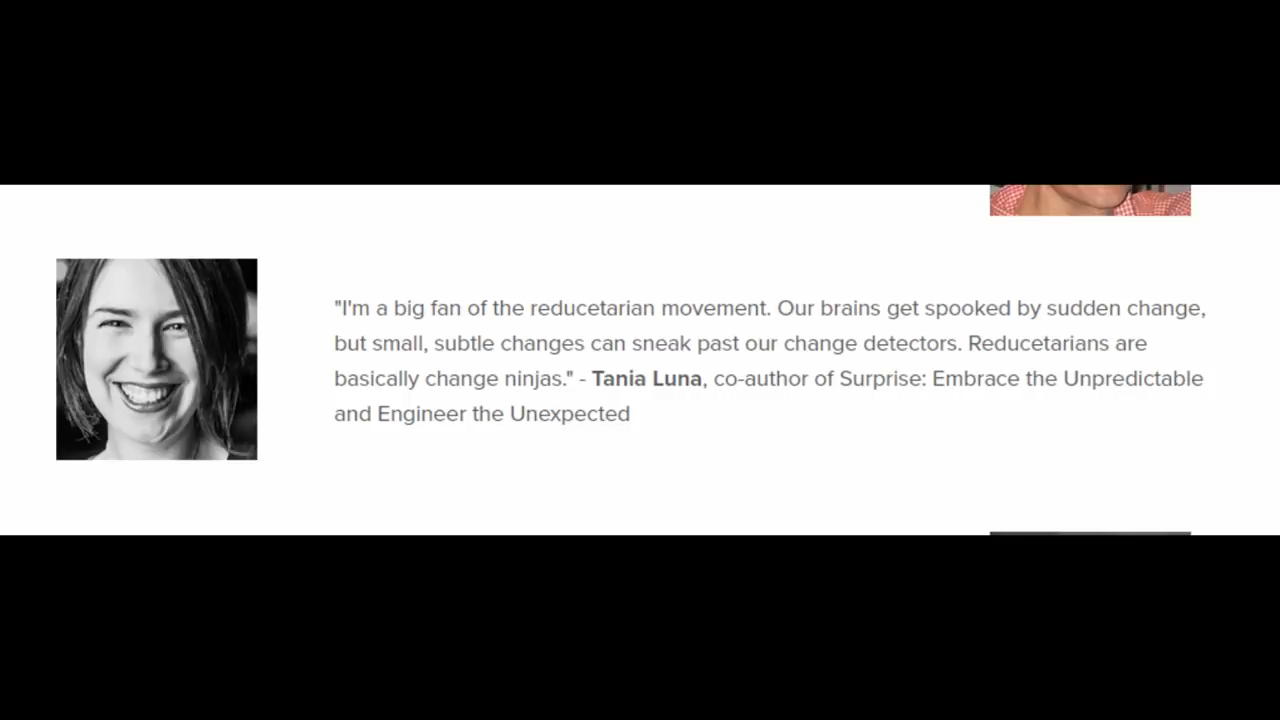 "I'm a big fan of the reducetarian movement. Our brains get spooked by sudden change,
but small, subtle changes can sneak past our change detectors. Reducetarians are
basically change ninjas." - Tania Luna, co-author of Surprise: Embrace the Unpredictable
and Engineer the Unexpected